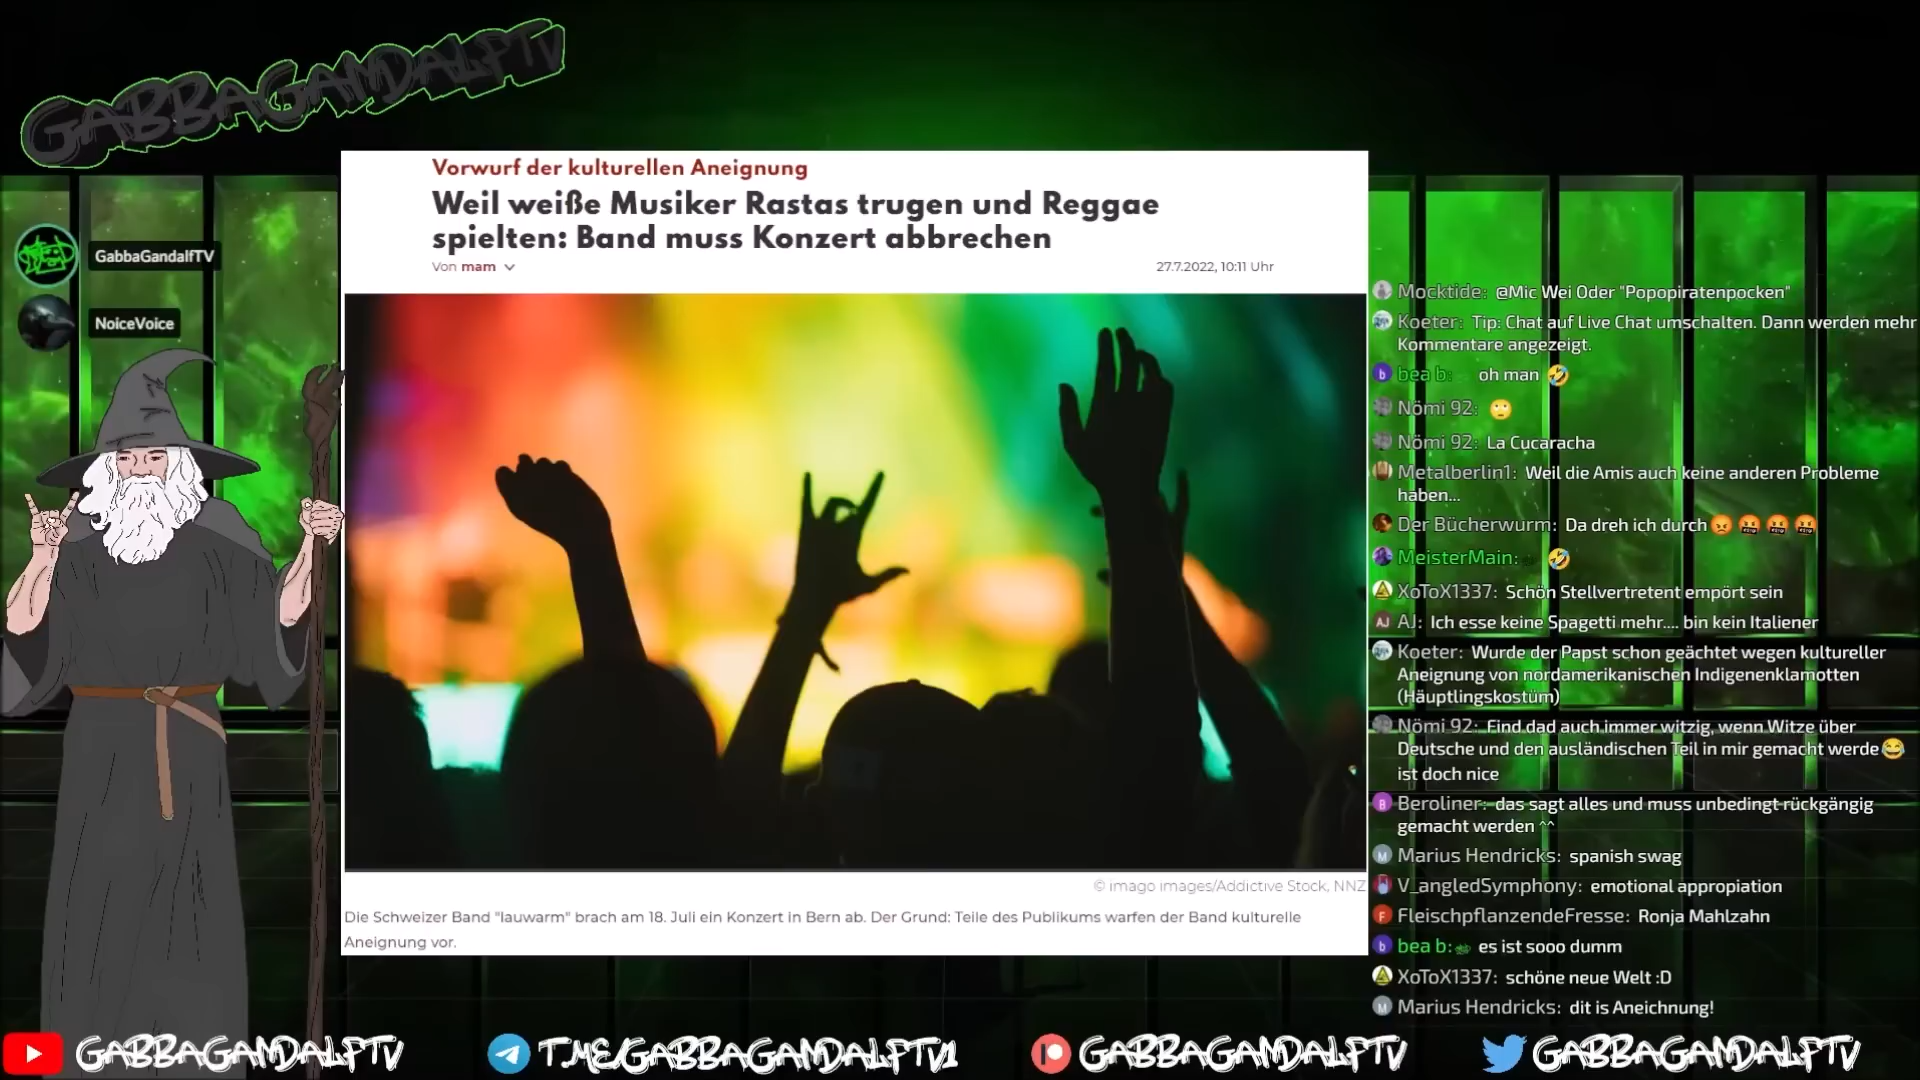 GABBAGANDALFTV
Vorwurf der kulturellen Aneignung
Weil weiße Musiker Rastas trugen und Reggae
spielten: Band muss Konzert abbrechen
Von mam
27.7.2022, 10:11 Uhr
GabbaGandalfTV
NoiceVoice
© imago images/Addictive Stock, NNZ
Die Schweizer Band "lauwarm" brach am 18. Juli ein Konzert in Bern ab. Der Grund: Teile des Publikums warfen der Band kulturelle
Aneignung vor.
Mocktide: @Mic Wei Oder "Popopiratenpocken"
Koeter: Tip: Chat auf Live Chat umschalten. Dann werden mehr
Kommentare angezeigt.
b bea b: oh man 🤣
Nömi 92: 🙄
Nömi 92: La Cucaracha
Metalberlin1: Weil die Amis auch keine anderen Probleme
haben...
Der Bücherwurm: Da dreh ich durch 😡 🤬 🤬 🤬
MeisterMain: 🤣
XoToX1337: Schön Stellvertretent empört sein
AJ AJ: Ich esse keine Spagetti mehr.... bin kein Italiener
Koeter: Wurde der Papst schon geächtet wegen kultureller
Aneignung von nordamerikanischen Indigenenklamotten
(Häuptlingskostüm)
Nömi 92: Find dad auch immer witzig, wenn Witze über
Deutsche und den ausländischen Teil in mir gemacht werde 😂
ist doch nice
B Beroliner: das sagt alles und muss unbedingt rückgängig
gemacht werden ^^
M Marius Hendricks: spanish swag
V_angledSymphony: emotional appropiation
F FleischpflanzendeFresse: Ronja Mahlzahn
b bea b: es ist sooo dumm
XoToX1337: schöne neue Welt :D
M Marius Hendricks: dit is Aneichnung!
GABBAGANDALFTV
T.ME/GABBAGANDALFTV1
GABBAGANDALFTV
GABBAGANDALFTV